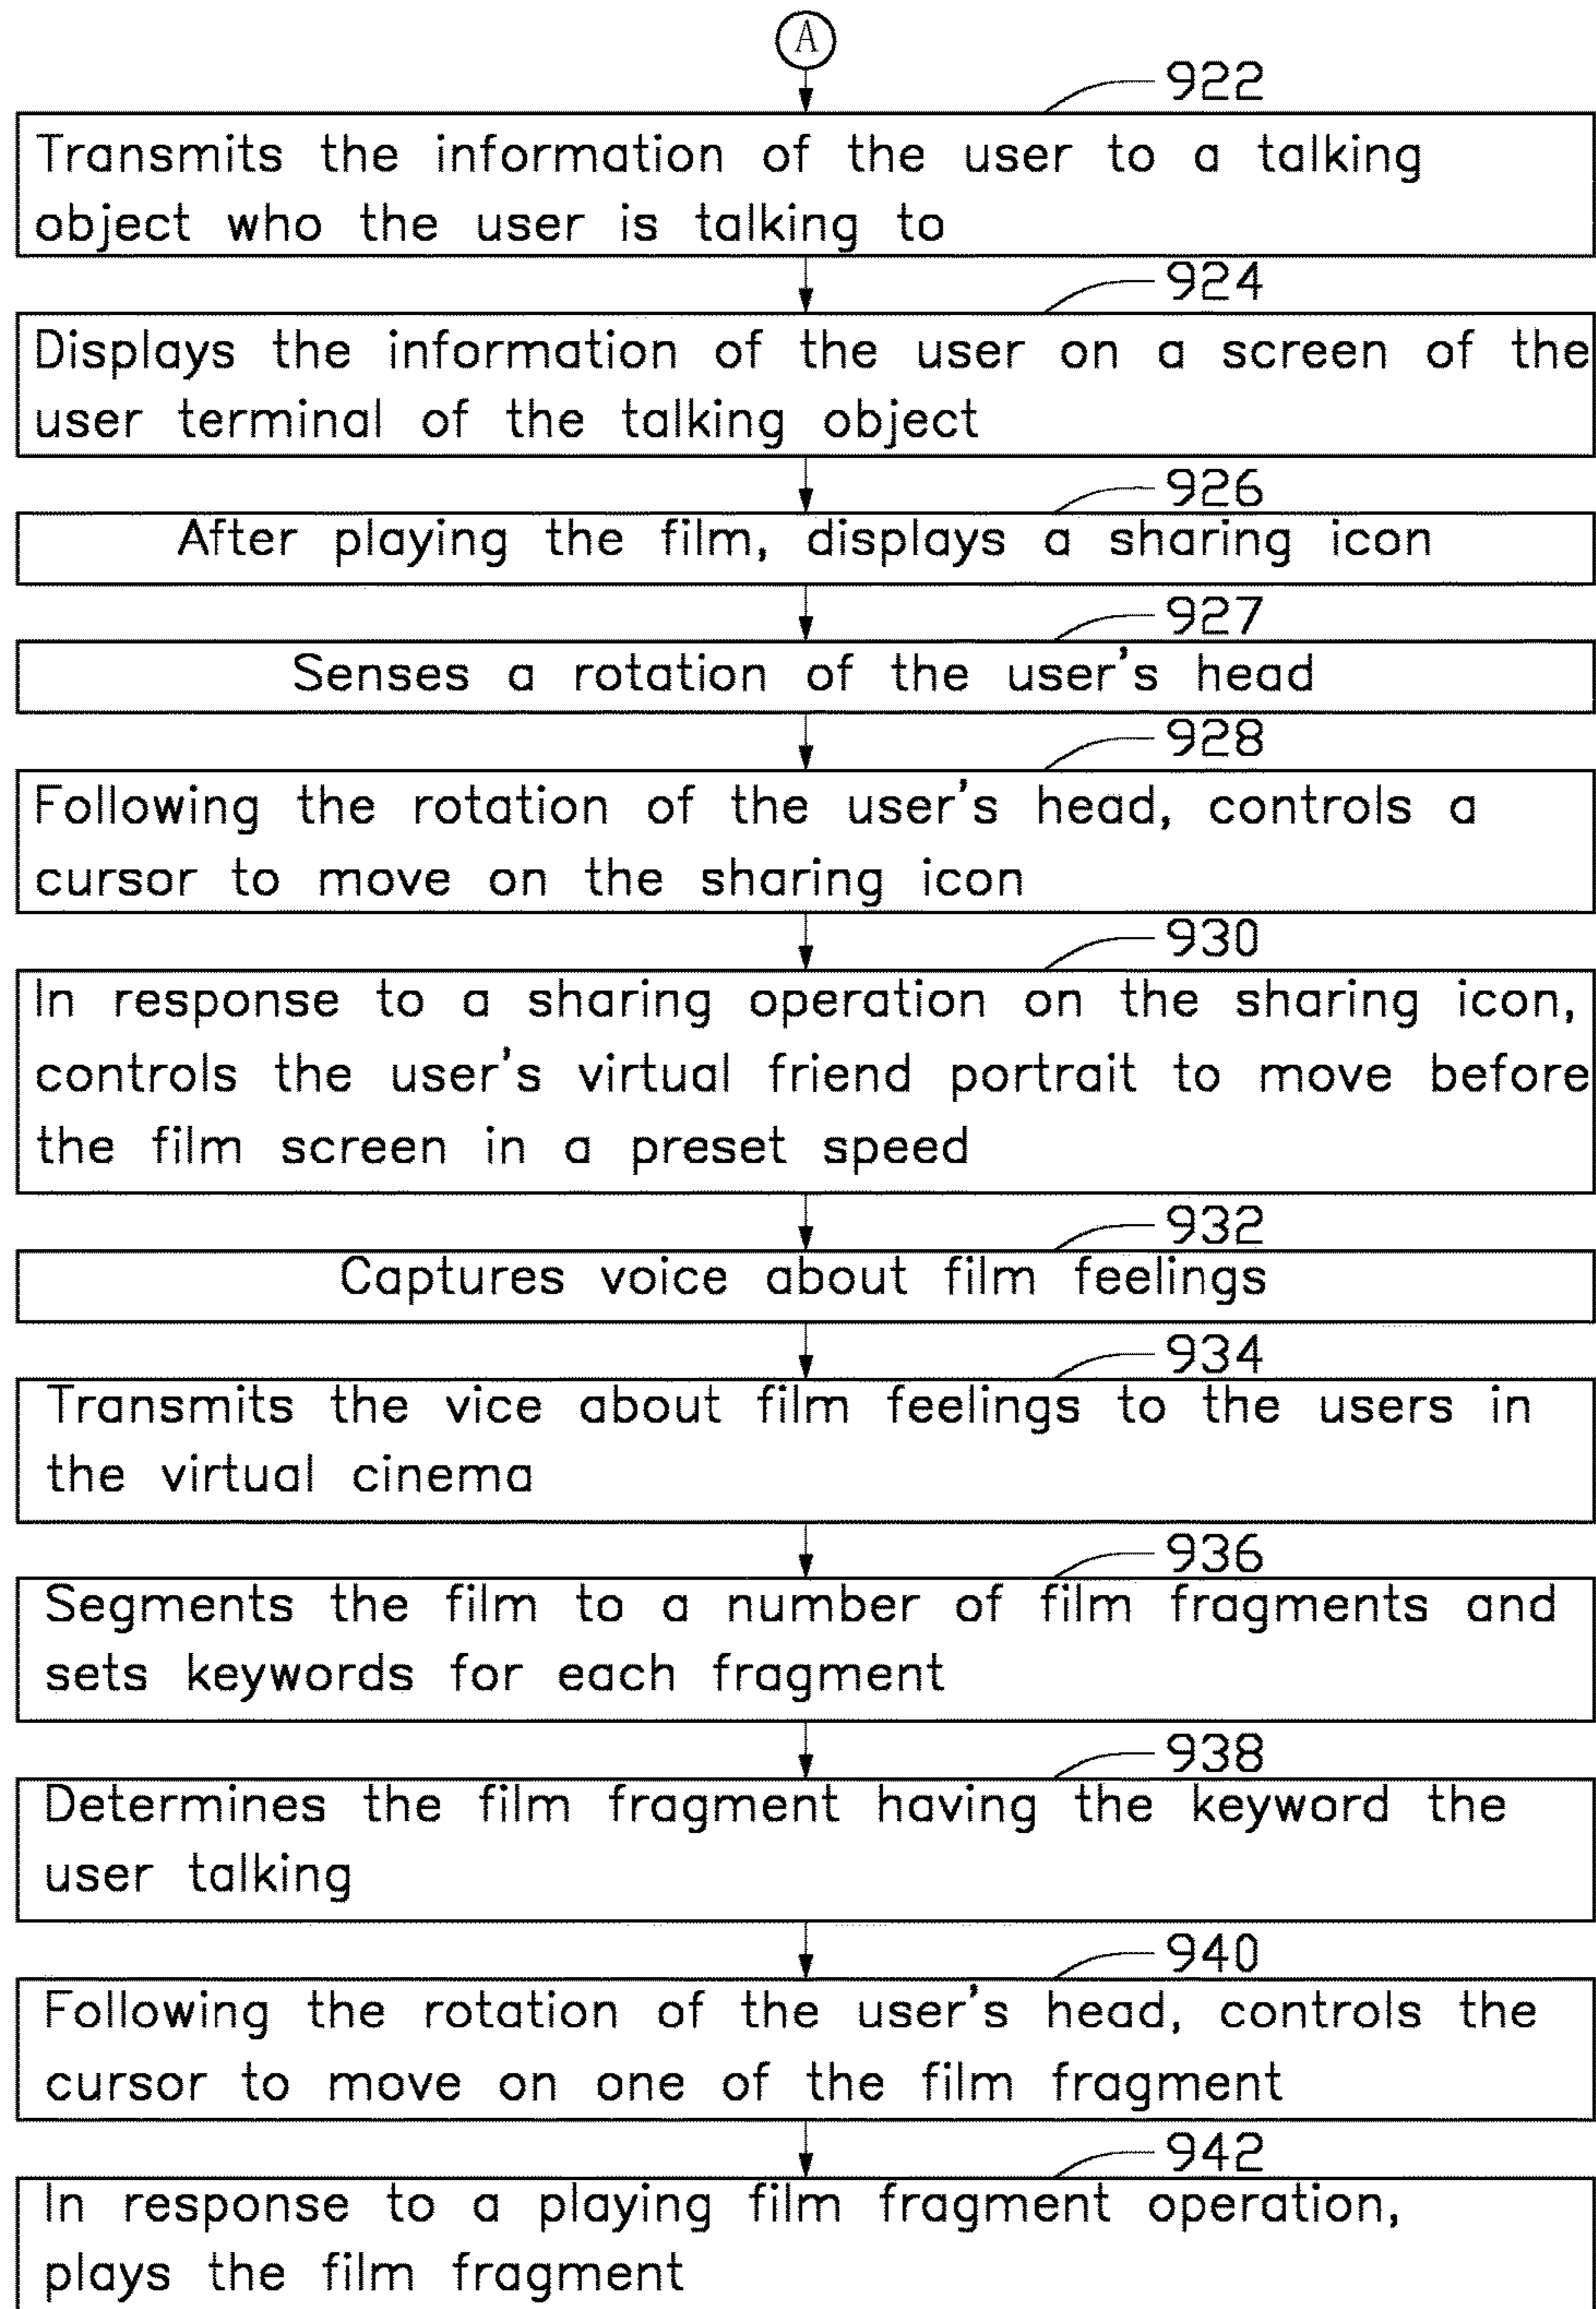 A
922
Transmits the information of the user to a talking
object who the user is talking to
924
Displays the information of the user on a screen of the
user terminal of the talking object
926
After playing the film, displays a sharing icon
927
Senses a rotation of the user's head
928
Following the rotation of the user's head, controls a
cursor to move on the sharing icon
930
In response to a sharing operation on the sharing icon,
controls the user's virtual friend portrait to move before
the film screen in a preset speed
932
Captures voice about film feelings
934
Transmits the vice about film feelings to the users in
the virtual cinema
936
Segments the film to a number of film fragments and
sets keywords for each fragment
938
Determines the film fragment having the keyword the
user talking
940
Following the rotation of the user's head, controls the
cursor to move on one of the film fragment
942
In response to a playing film fragment operation,
plays the film fragment